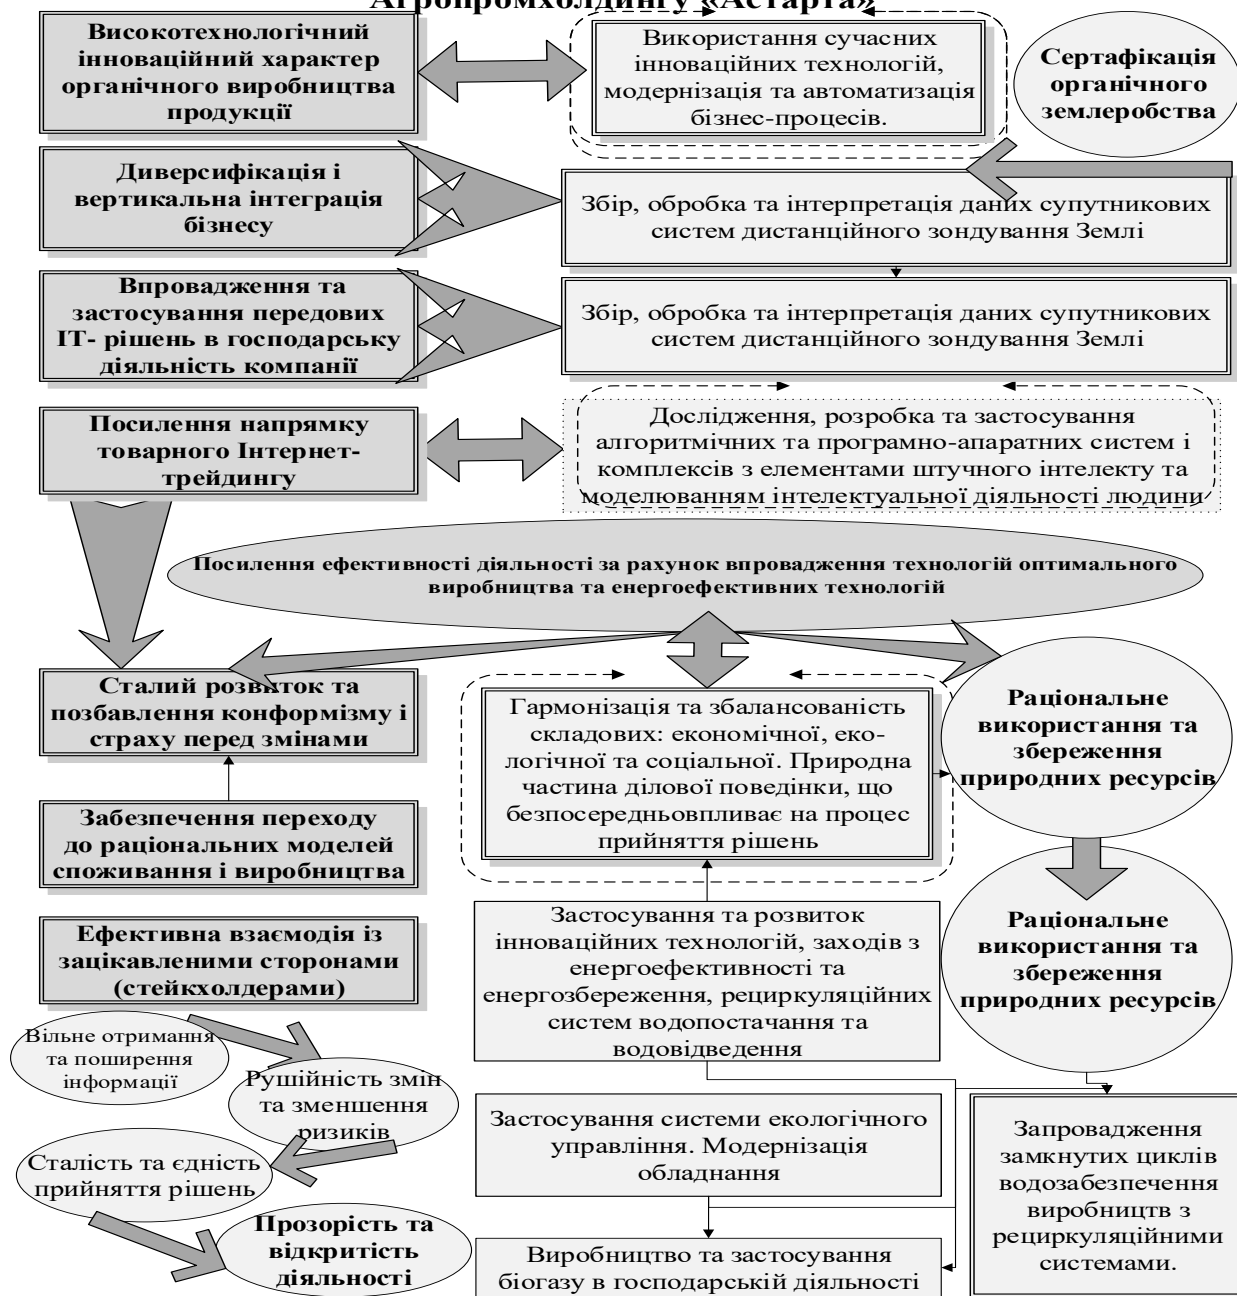 Агропромхолдингу «Астарта»
Високотехнологічний
інноваційний характер
органічного виробництва
продукції
Використання сучасних
інноваційних технологій,
модернізація та автоматизація
бізнес-процесів.
Сертафікація
органічного
землеробства
Диверсифікація і
вертикальна інтеграція
бізнесу
Збір, обробка та інтерпретація даних супутникових
систем дистанційного зондування Землі
Впровадження та
застосування передових
ІТ- рішень в господарську
діяльність компанії
Збір, обробка та інтерпретація даних супутникових
систем дистанційного зондування Землі
Посилення напрямку
товарного Інтернет-
трейдингу
Дослідження, розробка та застосування
алгоритмічних та програмно-апаратних систем і
комплексів з елементами штучного інтелекту та
моделюванням інтелектуальної діяльності людини
Посилення ефективності діяльності за рахунок впровадження технологій оптимального
виробництва та енергоефективних технологій
Сталий розвиток та
позбавлення конформізму і
страху перед змінами
Гармонізація та збалансованість
складових: економічної, еко-
логічної та соціальної. Природна
частина ділової поведінки, що
безпосередньовпливає на процес
прийняття рішень
Раціональне
використання та
збереження
природних ресурсів
Забезпечення переходу
до раціональних моделей
споживання і виробництва
Ефективна взаємодія із
зацікавленими сторонами
(стейкхолдерами)
Застосування та розвиток
інноваційних технологій, заходів з
енергоефективності та
енергозбереження, рециркуляційних
систем водопостачання та
водовідведення
Раціональне
використання та
збереження
природних ресурсів
Вільне отримання
та поширення
інформації
Рушійність змін
та зменшення
ризиків
Сталість та єдність
прийняття рішень
Прозорість та
відкритість
діяльності
Застосування системи екологічного
управління. Модернізація
обладнання
Виробництво та застосування
біогазу в господарській діяльності
Запровадження
замкнутих циклів
водозабезпечення
виробництв з
рециркуляційними
системами.